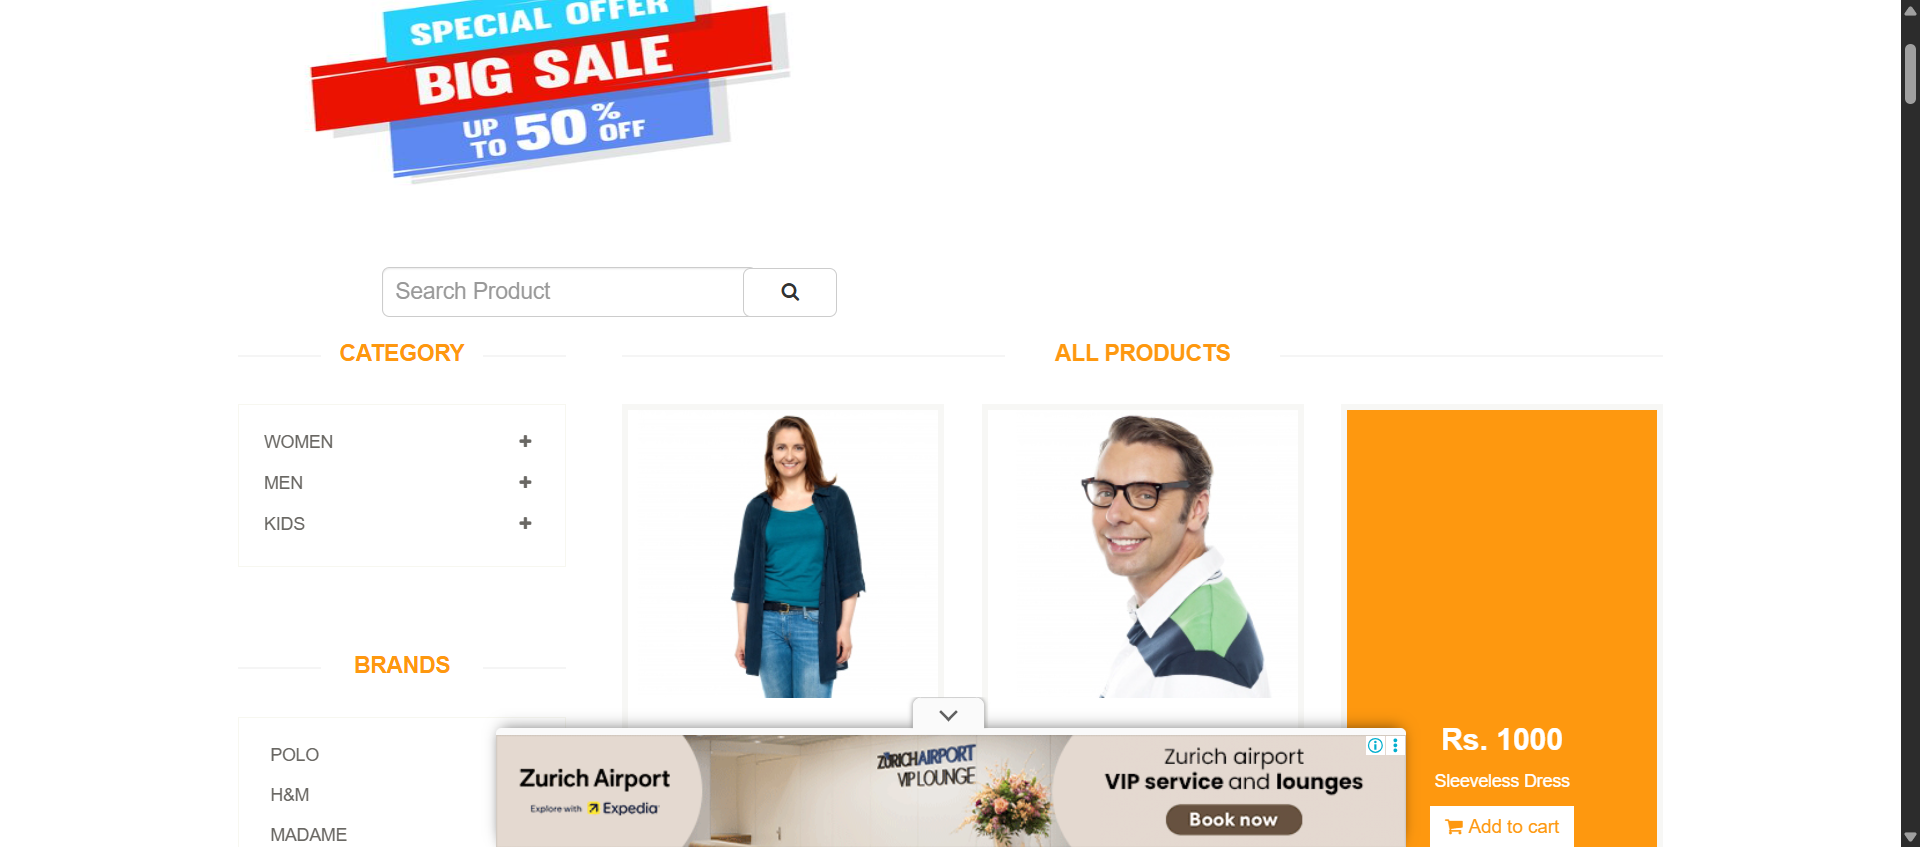 SPECIAL OFFER
BIG SALE
UP TO 50% OFF
Search Product
CATEGORY
WOMEN
MEN
KIDS
BRANDS
POLO
H&M
MADAME
ALL PRODUCTS
Rs. 1000
Sleeveless Dress
Add to cart
Zurich Airport
Explore with Expedia
ZURICHAIRPORT
VIP LOUNGE
Zurich airport
VIP service and lounges
Book now